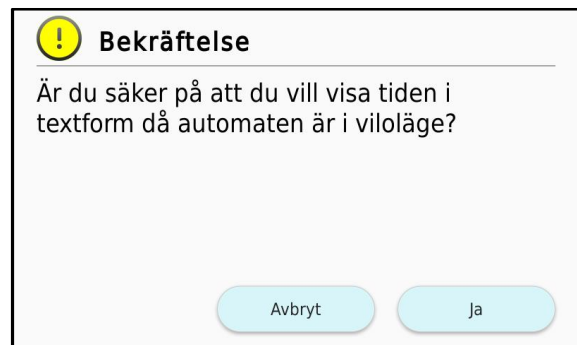 Bekräftelse
Är du säker på att du vill visa tiden i
textform då automaten är i viloläge?
Avbryt
Ja